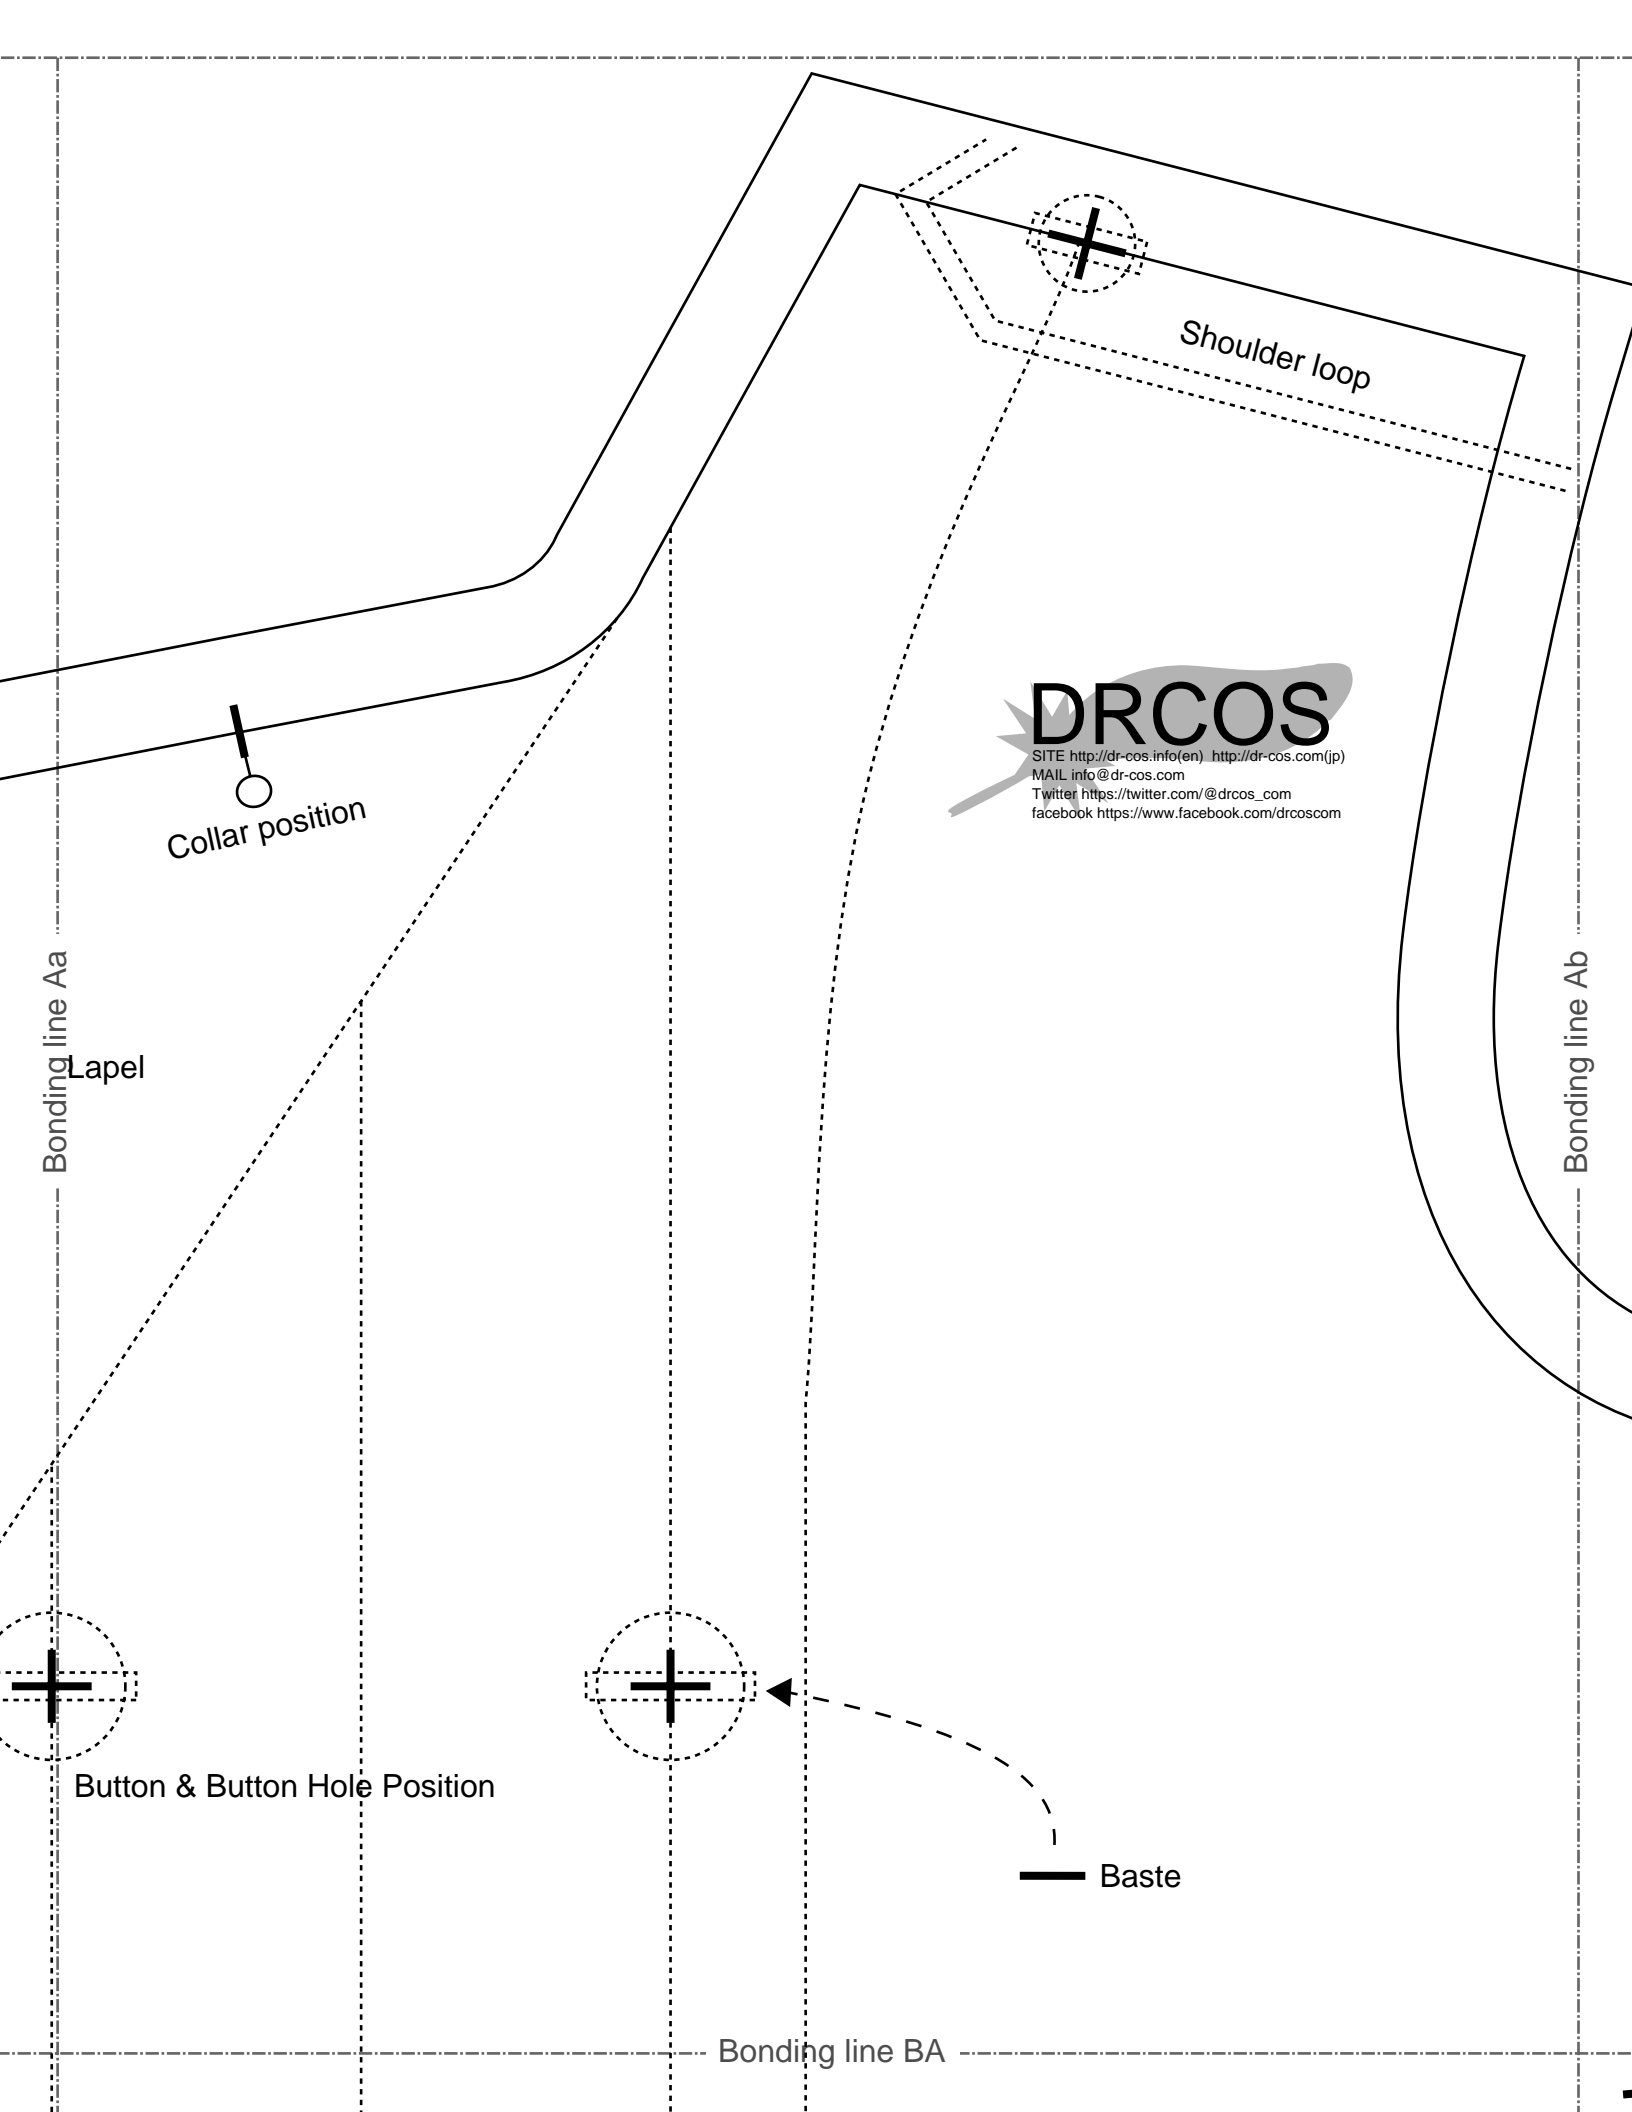 Shoulder loop
DRCOS
SITE http://dr-cos.info(en)  http://dr-cos.com(jp)
MAIL info@dr-cos.com
Twitter https://twitter.com/@drcos_com
facebook https://www.facebook.com/drcoscom
Collar position
Bonding line Aa
Bonding line Ab
Lapel
Button & Button Hole Position
Baste
Bonding line BA